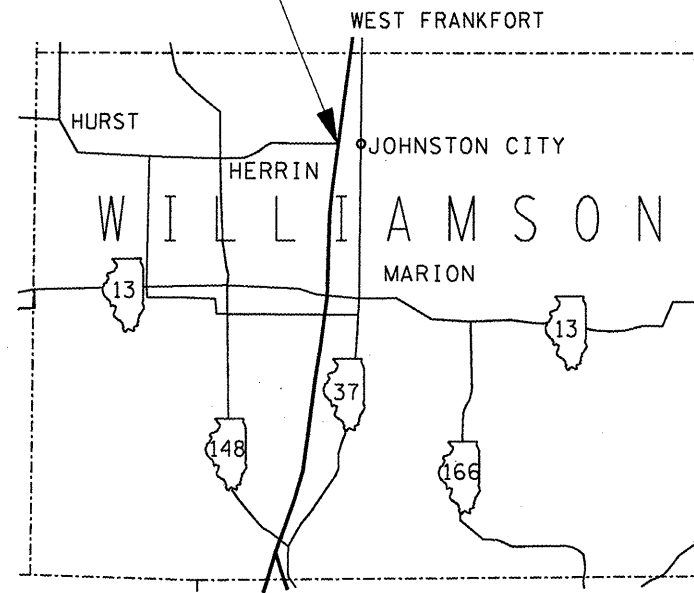 WEST FRANKFORT
HURST
JOHNSTON CITY
HERRIN
WILLIAMSON
MARION
13
13
37
148
166